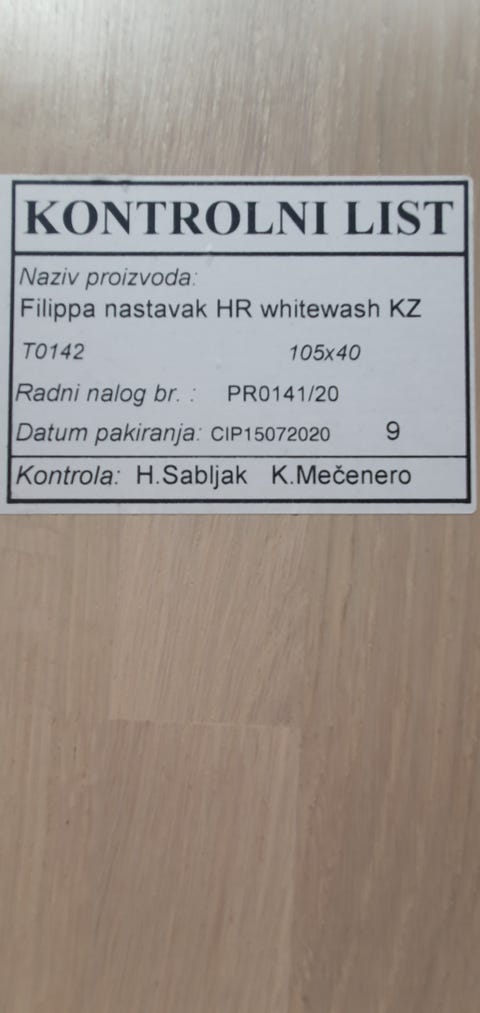 KONTROLNI LIST
Naziv proizvoda:
Filippa nastavak HR whitewash KZ
T0142 105x40
Radni nalog br. : PR0141/20
Datum pakiranja: CIP15072020 9
Kontrola: H.Sabljak K.Mečenero